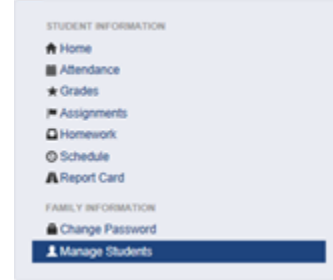 STUDENT INFORMATION
Home
Attendance
Grades
Assignments
Homework
Schedule
Report Card
FAMILY INFORMATION
Change Password
Manage Students